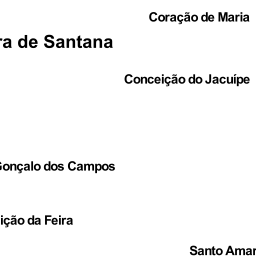 Coração de Maria
ra de Santana
Conceição do Jacuípe
Gonçalo dos Campos
ição da Feira
Santo Amar